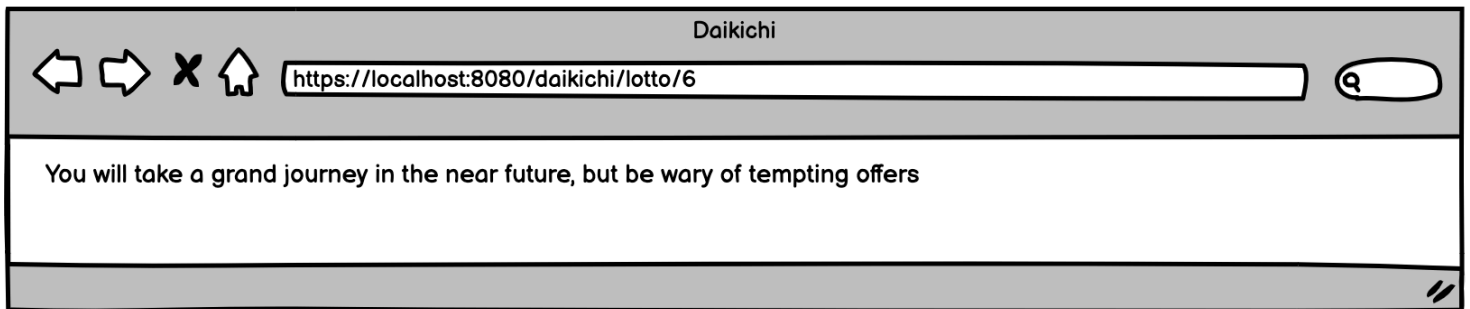 Daikichi
https://localhost:8080/daikichi/lotto/6
You will take a grand journey in the near future, but be wary of tempting offers